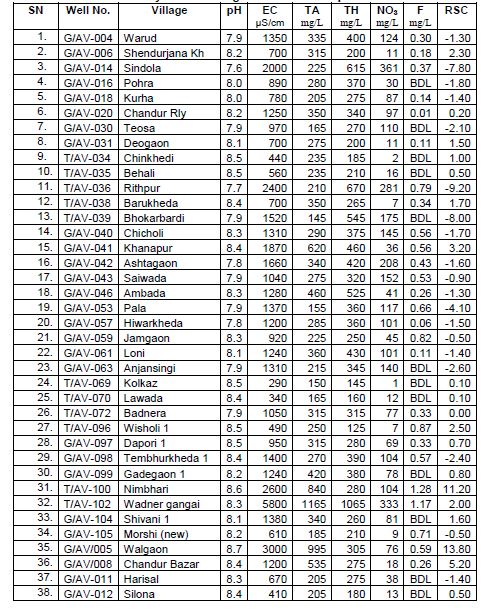 SN Well No. Village pH EC TA TH NO₃ F RSC
µS/cm mg/L mg/L mg/L mg/L
1. G/AV-004 Warud 7.9 1350 335 400 124 0.30 -1.30
2. G/AV-006 Shendurjana Kh 8.2 700 315 200 11 0.18 2.30
3. G/AV-014 Sindola 7.6 2000 225 615 361 0.37 -7.80
4. G/AV-016 Pohra 8.0 890 280 370 30 BDL -1.80
5. G/AV-018 Kurha 8.0 780 205 275 87 0.14 -1.40
6. G/AV-020 Chandur Rly 8.2 1250 350 340 97 0.01 0.20
7. G/AV-030 Teosa 7.9 970 165 270 110 BDL -2.10
8. G/AV-031 Deogaon 8.1 700 275 200 11 0.11 1.50
9. T/AV-034 Chinkhedi 8.5 440 235 185 2 BDL 1.00
10. T/AV-035 Behali 8.5 560 235 210 16 BDL 0.50
11. T/AV-036 Rithpur 7.7 2400 210 670 281 0.79 -9.20
12. T/AV-038 Barukheda 8.4 700 350 265 7 0.34 1.70
13. T/AV-039 Bhokarbardi 7.9 1520 145 545 175 BDL -8.00
14. G/AV-040 Chicholi 8.3 1310 290 375 145 0.56 -1.70
15. G/AV-041 Khanapur 8.4 1870 620 460 36 0.56 3.20
16. G/AV-042 Ashtagaon 7.8 1660 340 420 208 0.43 -1.60
17. G/AV-043 Saiwada 7.9 1040 275 320 152 0.53 -0.90
18. G/AV-046 Ambada 8.3 1280 460 525 41 0.26 -1.30
19. G/AV-053 Pala 7.9 1370 155 360 117 0.66 -4.10
20. G/AV-057 Hiwarkheda 7.8 1200 285 360 101 0.06 -1.50
21. G/AV-059 Jamgaon 8.3 920 225 250 45 0.82 -0.50
22. G/AV-061 Loni 8.1 1240 360 430 101 0.11 -1.40
23. G/AV-063 Anjansingi 7.9 1310 215 345 140 BDL -2.60
24. T/AV-069 Kolkaz 8.5 290 150 145 1 BDL 0.10
25. T/AV-070 Lawada 8.4 340 165 160 12 BDL 0.10
26. T/AV-072 Badnera 7.9 1050 315 315 77 0.33 0.00
27. T/AV-096 Wisholi 1 8.5 490 250 125 7 0.87 2.50
28. G/AV-097 Dapori 1 8.5 950 315 280 69 0.33 0.70
29. G/AV-098 Tembhurkheda 1 8.4 1400 270 390 104 0.57 -2.40
30. G/AV-099 Gadegaon 1 8.2 1240 420 380 78 BDL 0.80
31. T/AV-100 Nimbhari 8.6 2600 840 280 104 1.28 11.20
32. T/AV-102 Wadner gangai 8.3 5800 1165 1065 333 1.17 2.00
33. G/AV-104 Shivani 1 8.1 1380 340 260 81 BDL 1.60
34. G/AV-105 Morshi (new) 8.2 610 185 210 9 0.71 -0.50
35. G/AV/005 Walgaon 8.7 3000 995 305 76 0.59 13.80
36. G/AV/008 Chandur Bazar 8.4 1200 535 275 18 0.26 5.20
37. G/AV-011 Harisal 8.3 670 205 275 38 BDL -1.40
38. G/AV-012 Silona 8.4 410 205 180 13 BDL 0.50